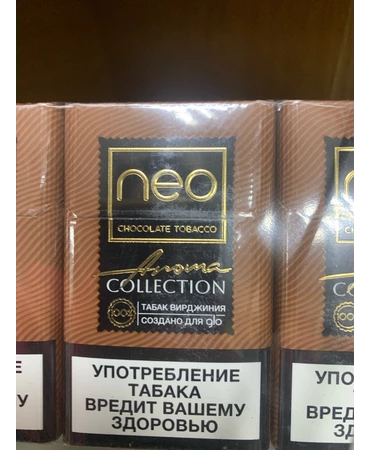 neo
CHOCOLATE TOBACCO
Aroma
COLLECTION
100%
ТАБАК ВИРДЖИНИЯ
СОЗДАНО ДЛЯ glo
УПОТРЕБЛЕНИЕ
ТАБАКА
ВРЕДИТ ВАШЕМУ
ЗДОРОВЬЮ